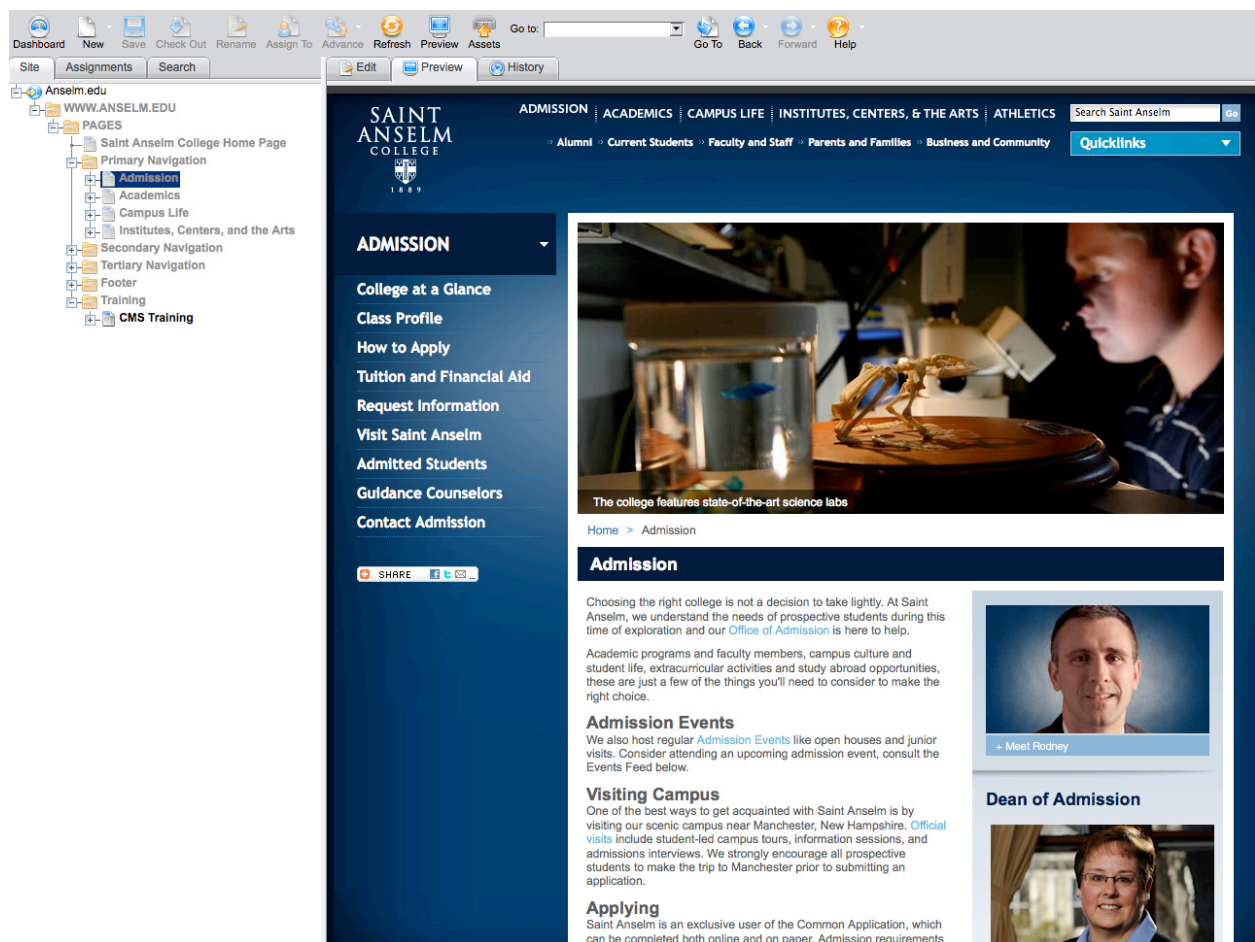 Dashboard New Save Check Out Rename Assign To Advance Refresh Preview Assets Go to: Go To Back Forward Help
Site Assignments Search
Edit Preview History
Anselm.edu
WWW.ANSELM.EDU
PAGES
Saint Anselm College Home Page
Primary Navigation
Admission
Academics
Campus Life
Institutes, Centers, and the Arts
Secondary Navigation
Tertiary Navigation
Footer
Training
CMS Training
SAINT
ANSELM
COLLEGE
1889
ADMISSION ACADEMICS CAMPUS LIFE INSTITUTES, CENTERS, & THE ARTS ATHLETICS
Search Saint Anselm Go
» Alumni » Current Students » Faculty and Staff » Parents and Families » Business and Community
Quicklinks
ADMISSION
College at a Glance
Class Profile
How to Apply
Tuition and Financial Aid
Request Information
Visit Saint Anselm
Admitted Students
Guidance Counselors
Contact Admission
SHARE
The college features state-of-the-art science labs
Home > Admission
Admission
Choosing the right college is not a decision to take lightly. At Saint
Anselm, we understand the needs of prospective students during this
time of exploration and our Office of Admission is here to help.
Academic programs and faculty members, campus culture and
student life, extracurricular activities and study abroad opportunities,
these are just a few of the things you'll need to consider to make the
right choice.
Admission Events
We also host regular Admission Events like open houses and junior
visits. Consider attending an upcoming admission event, consult the
Events Feed below.
Visiting Campus
One of the best ways to get acquainted with Saint Anselm is by
visiting our scenic campus near Manchester, New Hampshire. Official
visits include student-led campus tours, information sessions, and
admissions interviews. We strongly encourage all prospective
students to make the trip to Manchester prior to submitting an
application.
Applying
Saint Anselm is an exclusive user of the Common Application, which
can be completed both online and on paper. Admission requirements
+ Meet Rodney
Dean of Admission